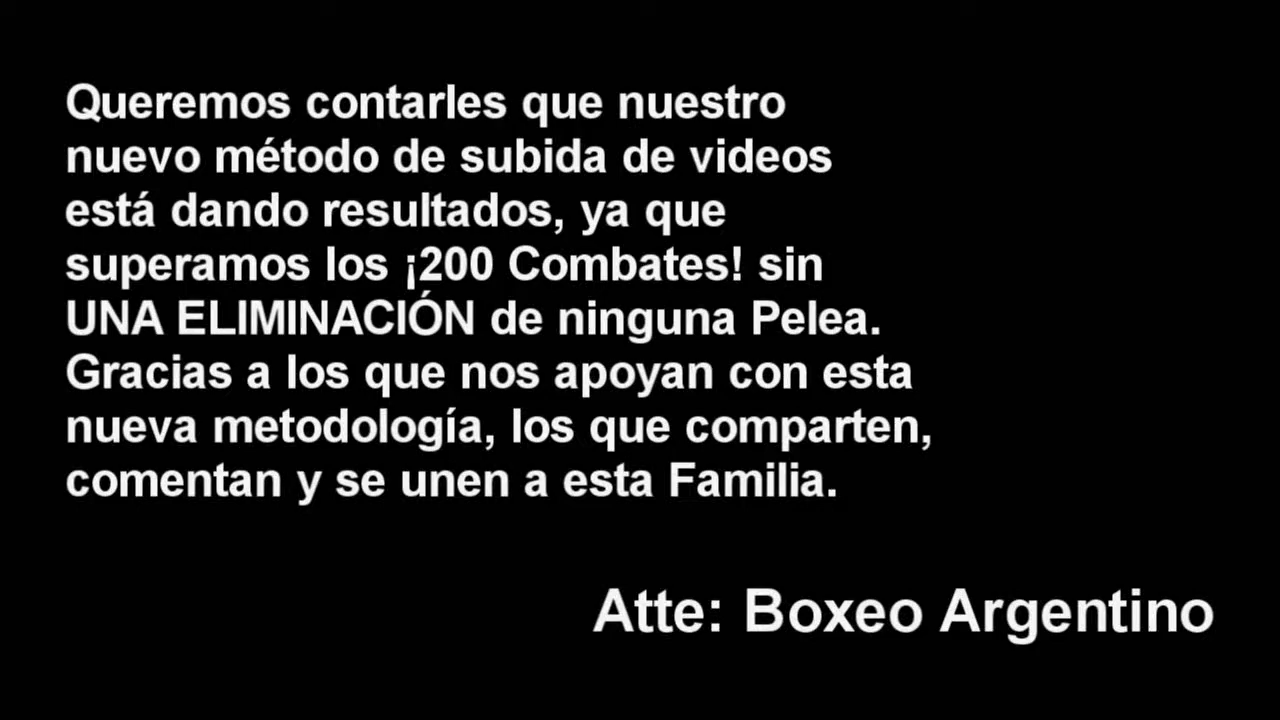 Queremos contarles que nuestro
nuevo método de subida de videos
está dando resultados, ya que
superamos los ¡200 Combates! sin
UNA ELIMINACIÓN de ninguna Pelea.
Gracias a los que nos apoyan con esta
nueva metodología, los que comparten,
comentan y se unen a esta Familia.
Atte: Boxeo Argentino